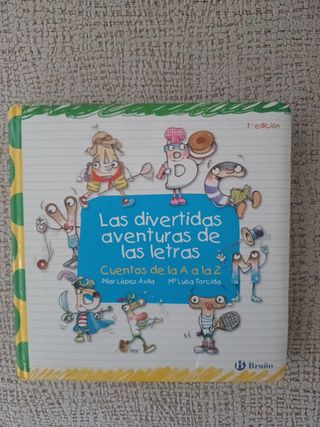 7.ª edición
Las divertidas
aventuras de
las letras
Cuentos de la A a la Z
Pilar López Ávila Mª Luisa Torcida
Bruño